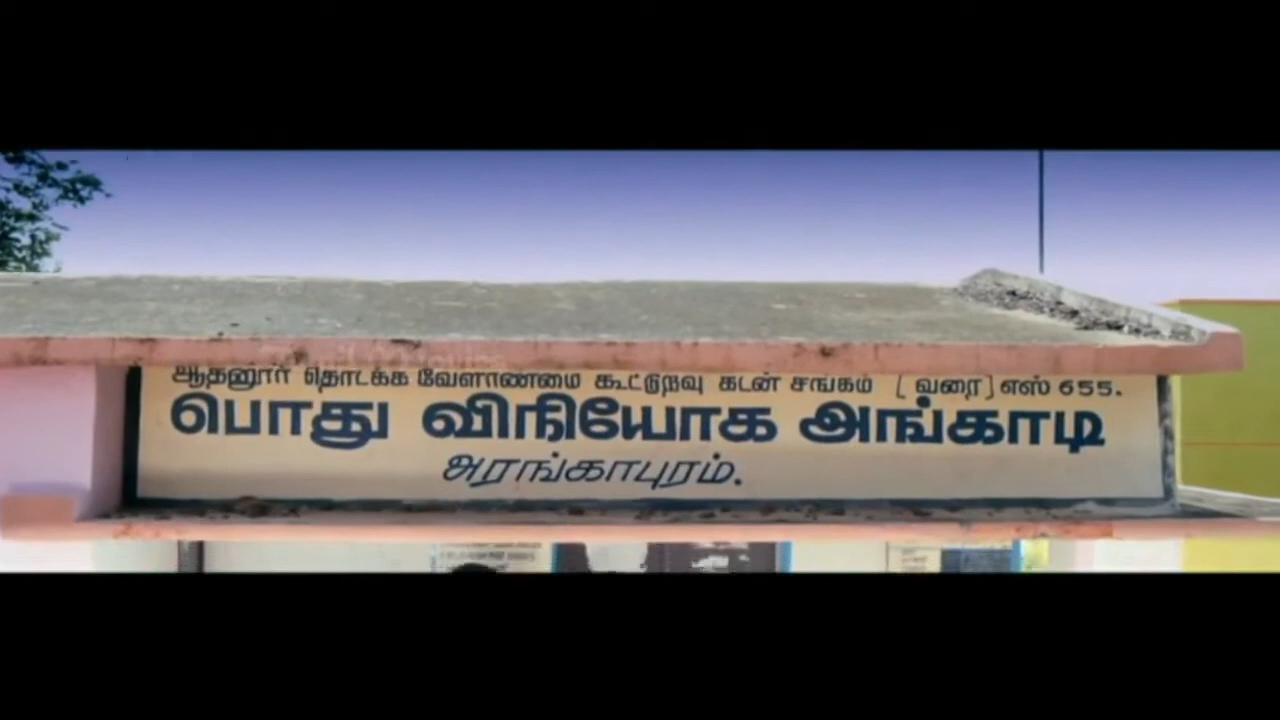 ஆதனூர் தொடக்க வேளாண்மை கூட்டுறவு கடன் சங்கம் [ வரை ] எஸ் 655.
பொது விநியோக அங்காடி
அரங்காபுரம்.